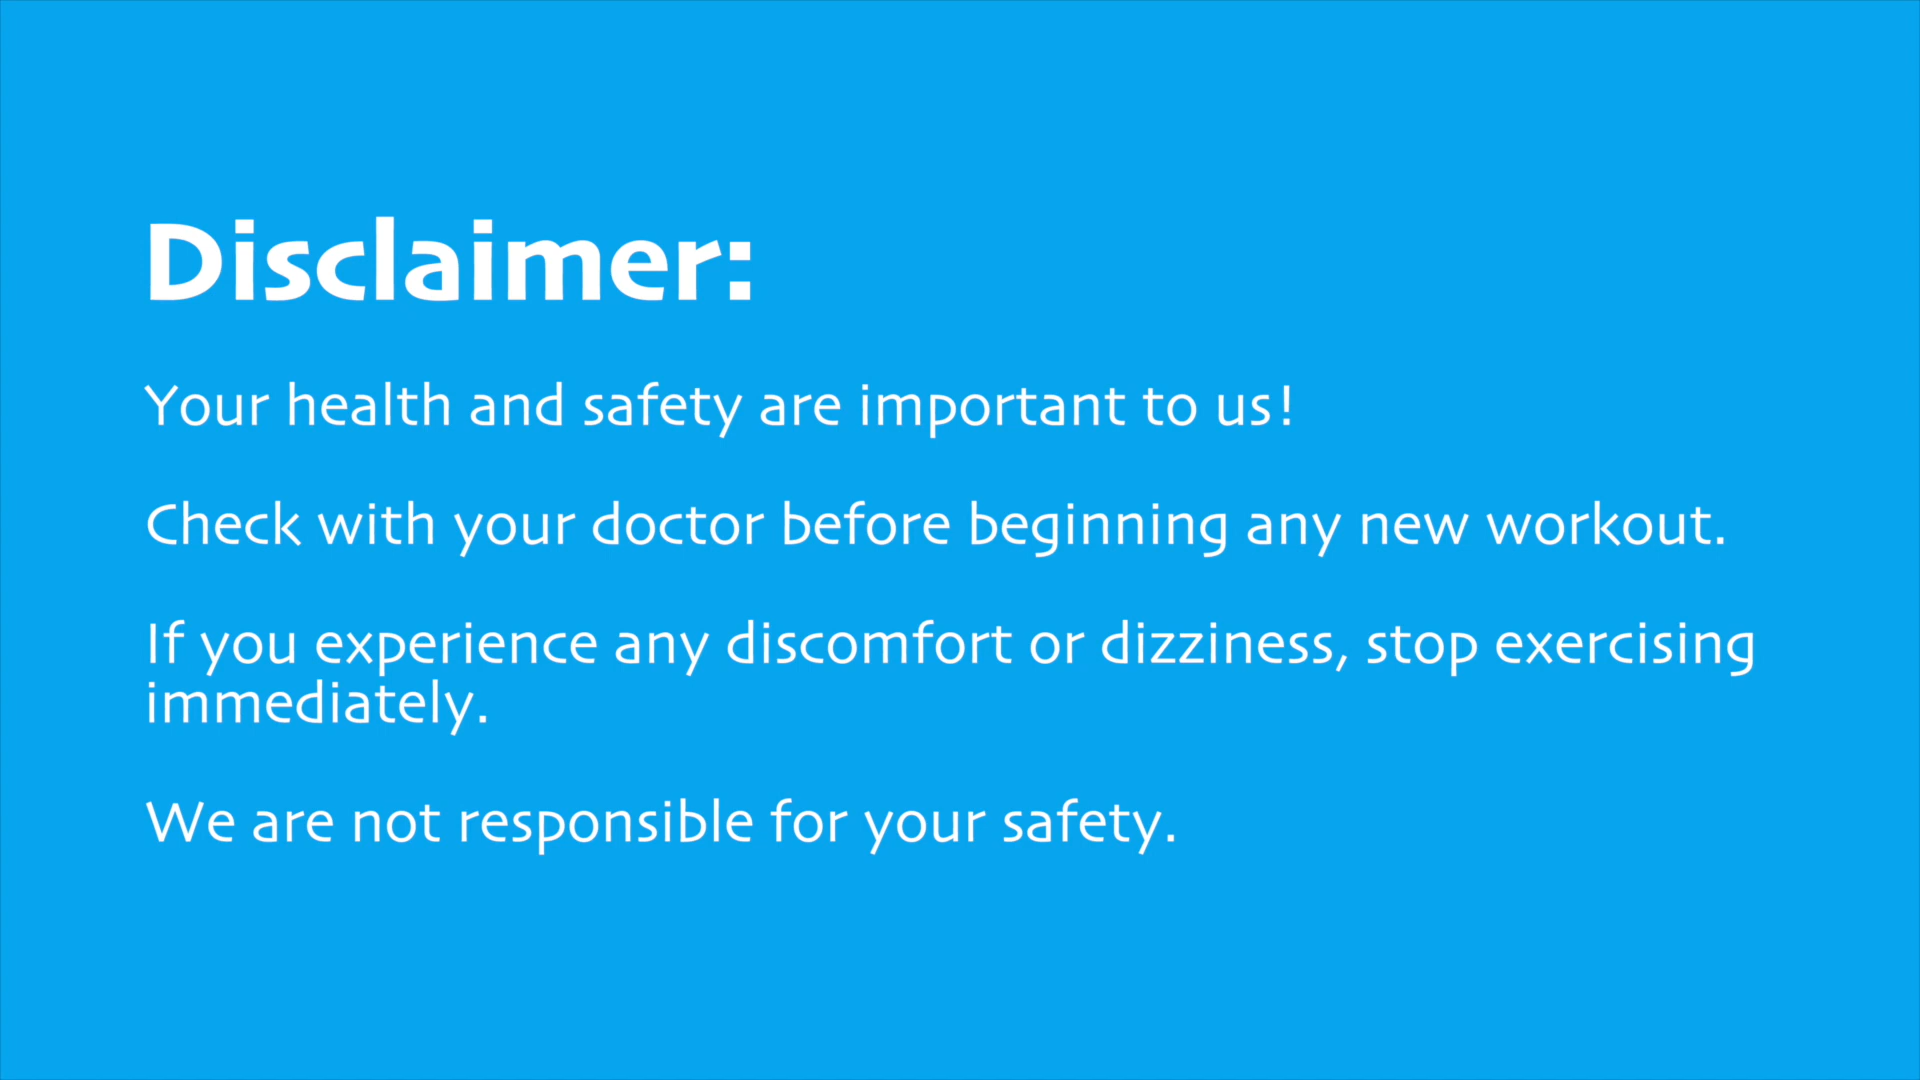 Disclaimer:
Your health and safety are important to us!
Check with your doctor before beginning any new workout.
If you experience any discomfort or dizziness, stop exercising
immediately.
We are not responsible for your safety.